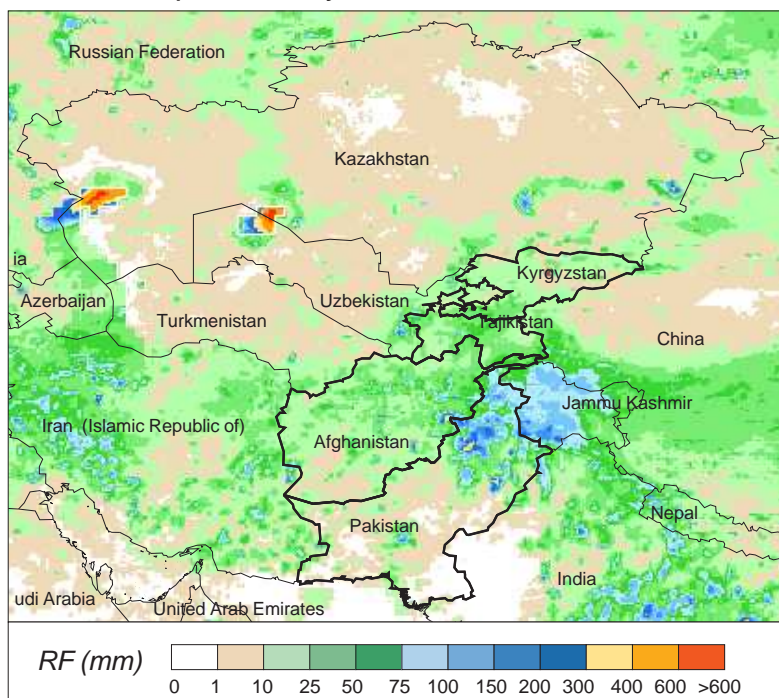 Russian Federation
Kazakhstan
ia
Kyrgyzstan
Azerbaijan
Uzbekistan
Turkmenistan
Tajikistan
China
Jammu Kashmir
Iran (Islamic Republic of)
Afghanistan
Pakistan
Nepal
India
udi Arabia
United Arab Emirates
RF (mm)
0 1 10 25 50 75 100 150 200 300 400 600 >600